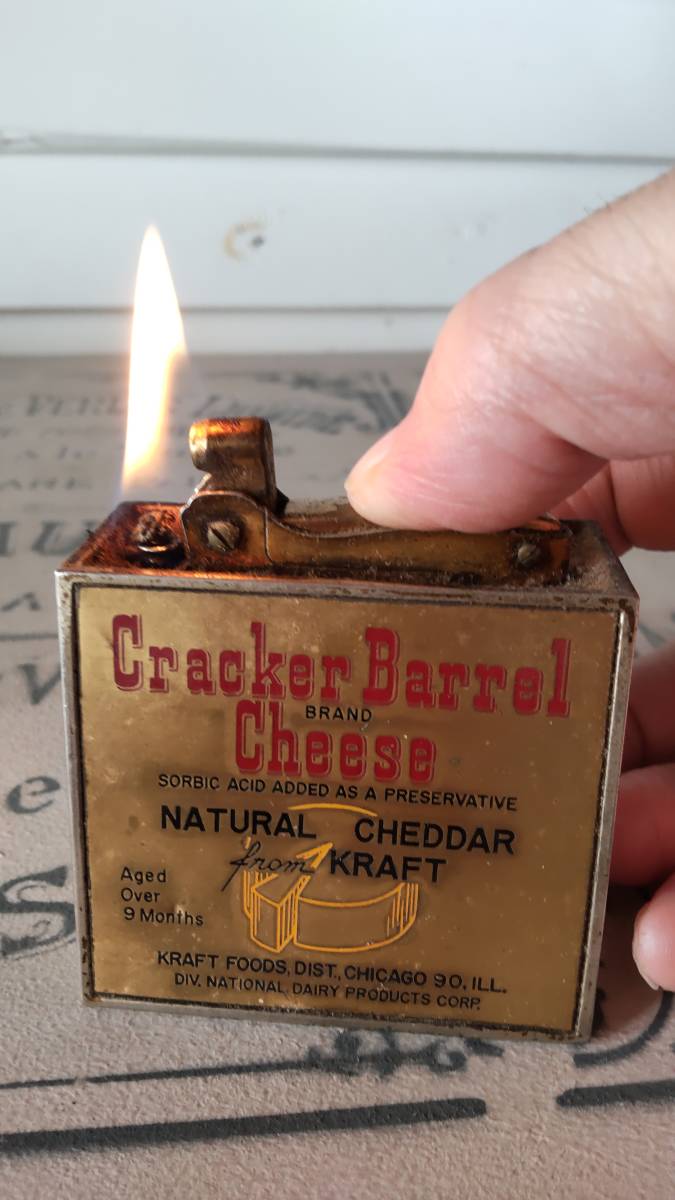 Cracker Barrel
BRAND
Cheese
SORBIC ACID ADDED AS A PRESERVATIVE
NATURAL CHEDDAR
from KRAFT
Aged
Over
9 Months
KRAFT FOODS, DIST., CHICAGO 90, ILL.
DIV. NATIONAL DAIRY PRODUCTS CORP.